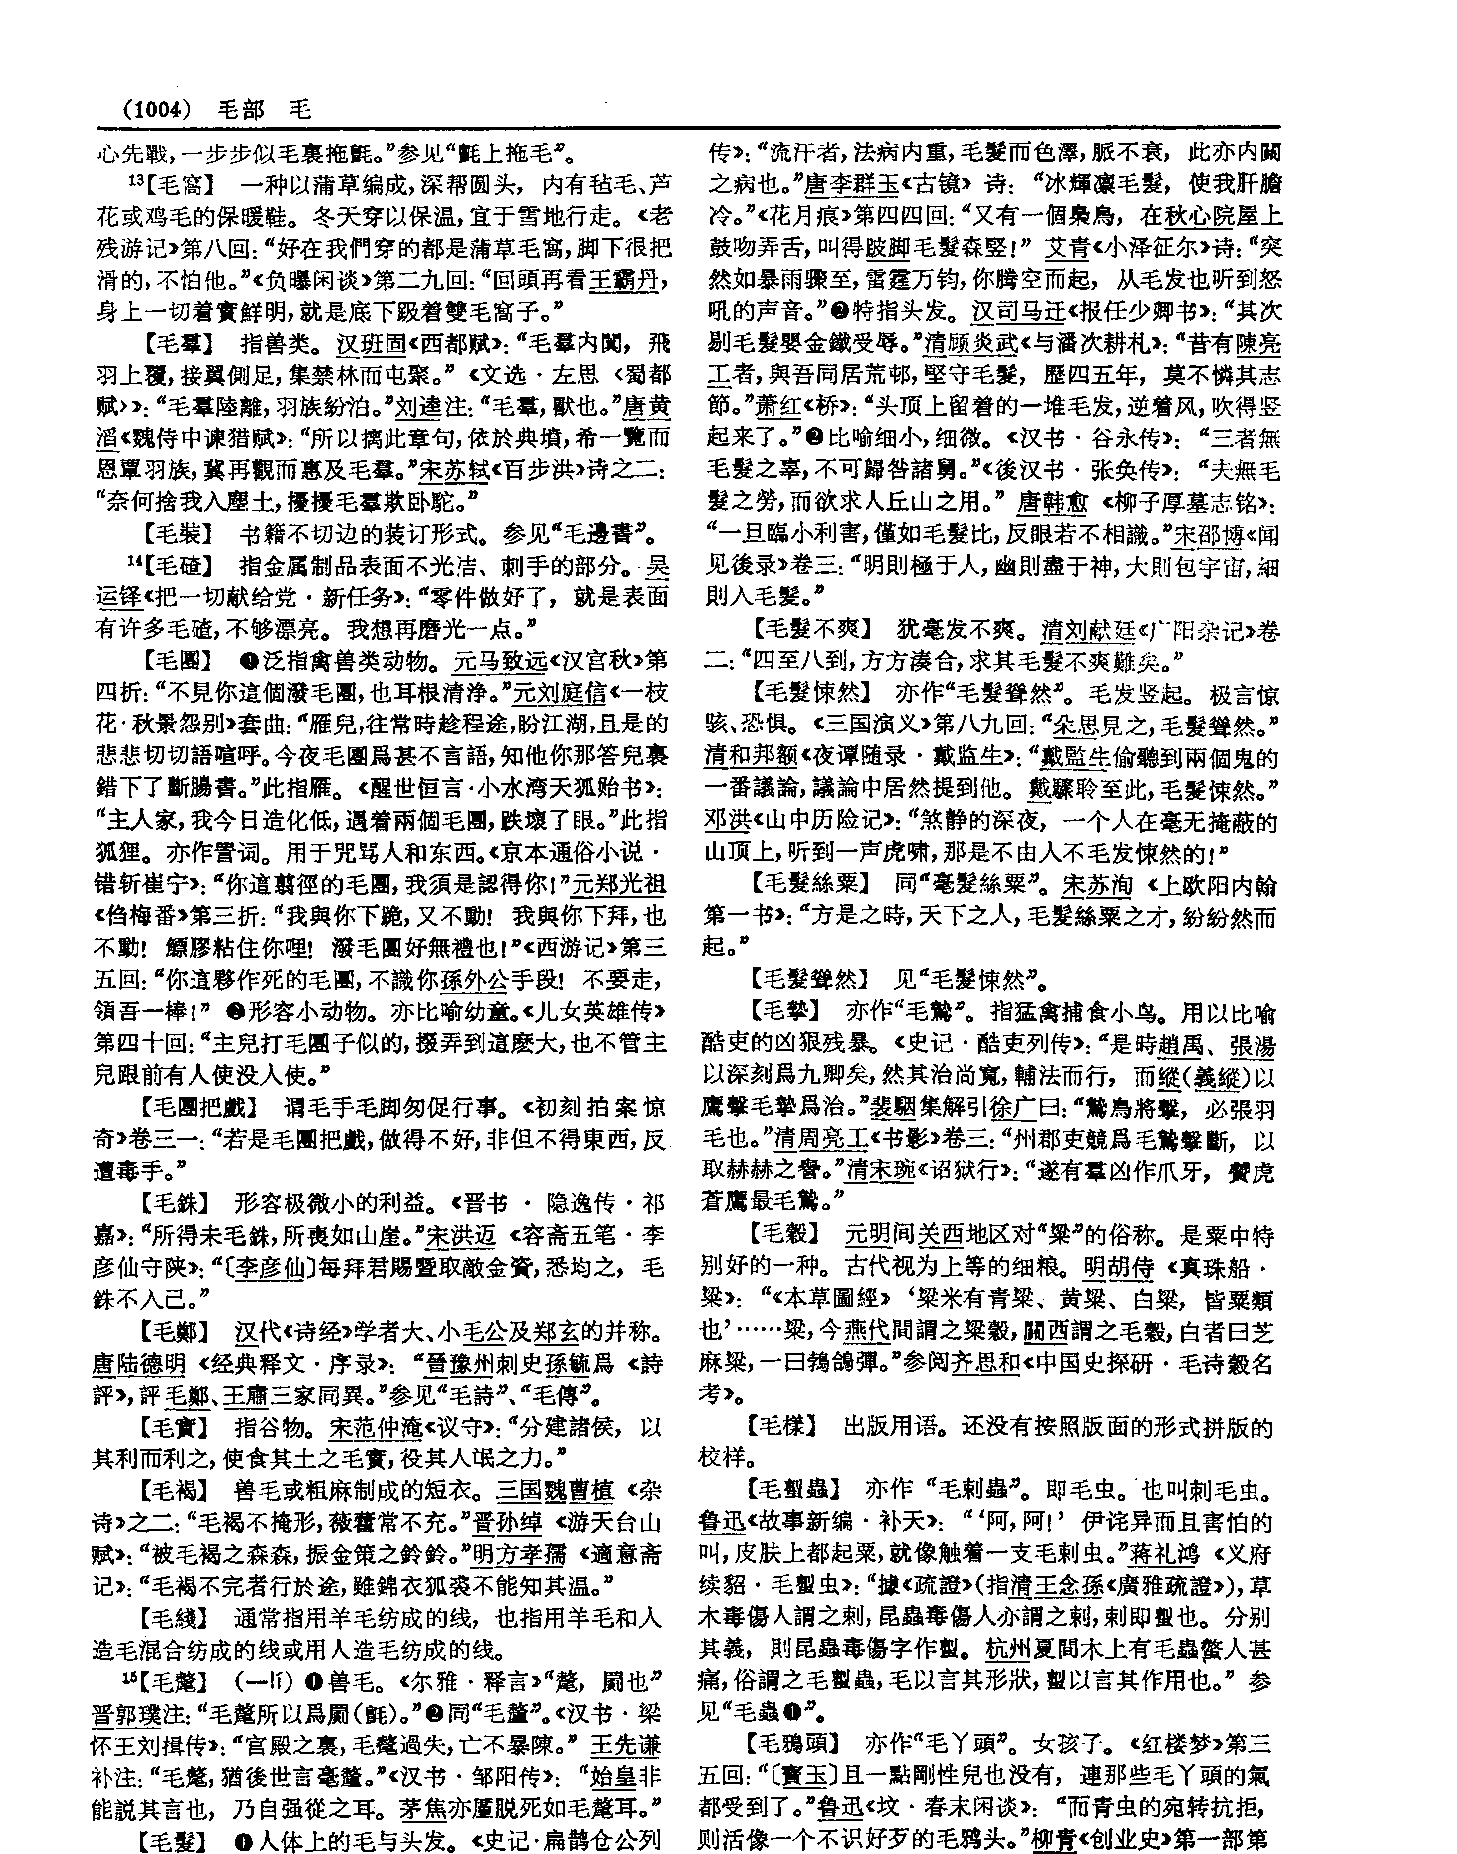 (1004) 毛部 毛
心先戰,一步步似毛裏拖氈。”参见“氈上拖毛”。
13【毛窩】 一种以蒲草编成,深帮圆头, 内有毡毛、芦
花或鸡毛的保暖鞋。冬天穿以保温,宜于雪地行走。《老
残游记》第八回:“好在我們穿的都是蒲草毛窩,脚下很把
滑的,不怕他。”《负曝闲谈》第二九回:“回頭再看王霸丹,
身上一切着實鮮明,就是底下趿着雙毛窩子。”
【毛羣】 指兽类。汉班固《西都赋》:“毛羣内闐, 飛
羽上覆,接翼側足,集禁林而屯聚。”《文选·左思〈蜀都
赋〉》:“毛羣陸離,羽族紛泊。”刘逵注:“毛羣,獸也。”唐黄
滔《魏侍中谏猎赋》:“所以擒此章句,依於典墳,希一覽而
恩覃羽族,冀再觀而惠及毛羣。”宋苏轼《百步洪》诗之二:
“奈何捨我入塵土,擾擾毛羣欺卧駝。”
【毛裝】 书籍不切边的装订形式。参见“毛邊書”。
14【毛碴】 指金属制品表面不光洁、刺手的部分。吴
运铎《把一切献给党·新任务》:“零件做好了, 就是表面
有许多毛碴,不够漂亮。我想再磨光一点。”
【毛團】 ❶泛指禽兽类动物。元马致远《汉宫秋》第
四折:“不見你這個潑毛團,也耳根清浄。”元刘庭信《一枝
花·秋景怨别》套曲:“雁兒,往常時趁程途,盼江湖,且是的
悲悲切切語喧呼。今夜毛團爲甚不言語,知他你那答兒裏
錯下了斷腸書。”此指雁。《醒世恒言·小水湾天狐贻书》:
“主人家,我今日造化低,遇着兩個毛團,跌壞了眼。”此指
狐狸。亦作詈词。用于咒骂人和东西。《京本通俗小说·
错斩崔宁》:“你這翦徑的毛團,我須是認得你!”元郑光祖
《㑇梅香》第三折:“我與你下跪,又不動! 我與你下拜,也
不動! 鰾膠粘住你哩! 潑毛團好無禮也!”《西游记》第三
五回:“你這夥作死的毛團,不識你孫外公手段! 不要走,
領吾一棒!” ❷形容小动物。亦比喻幼童。《儿女英雄传》
第四十回:“主兒打毛團子似的,掇弄到這麽大,也不管主
兒跟前有人使没人使。”
【毛團把戲】 谓毛手毛脚匆促行事。《初刻拍案惊
奇》卷三一:“若是毛團把戲,做得不好,非但不得東西,反
遭毒手。”
【毛銖】 形容极微小的利益。《晋书·隐逸传·祁
嘉》:“所得未毛銖,所喪如山崖。”宋洪迈《容斋五笔·李
彦仙守陕》:“〔李彦仙〕每拜君賜暨取敵金資,悉均之, 毛
銖不入己。”
【毛鄭】 汉代《诗经》学者大、小毛公及郑玄的并称。
唐陆德明《经典释文·序录》:“晉豫州刺史孫毓爲《詩
評》,評毛鄭、王肅三家同異。”参见“毛詩”、“毛傳”。
【毛實】 指谷物。宋范仲淹《议守》:“分建諸侯, 以
其利而利之,使食其土之毛實,役其人氓之力。”
【毛褐】 兽毛或粗麻制成的短衣。三国魏曹植《杂
诗》之二:“毛褐不掩形,薇藿常不充。”晋孙绰《游天台山
赋》:“被毛褐之森森,振金策之鈴鈴。”明方孝孺《適意斋
记》:“毛褐不完者行於途,雖錦衣狐裘不能知其温。”
【毛綫】 通常指用羊毛纺成的线, 也指用羊毛和人
造毛混合纺成的线或用人造毛纺成的线。
15【毛氂】 (一lí) ❶兽毛。《尔雅·释言》“氂, 罽也”
晋郭璞注:“毛氂所以爲罽(氈)。”❷同“毛釐”。《汉书·梁
怀王刘揖传》:“官殿之裏,毛氂過失,亡不暴陳。” 王先谦
补注:“毛氂,猶後世言毫釐。”《汉书·邹阳传》:“始皇非
能説其言也, 乃自强從之耳。茅焦亦廑脱死如毛氂耳。”
【毛髮】 ❶人体上的毛与头发。《史记·扁鹊仓公列
传》:“流汗者,法病内重,毛髮而色澤,脈不衰, 此亦内關
之病也。”唐李群玉《古镜》诗:“冰輝凛毛髮, 使我肝膽
冷。”《花月痕》第四四回:“又有一個梟鳥, 在秋心院屋上
鼓吻弄舌,叫得跛脚毛髮森竪!” 艾青《小泽征尔》诗:“突
然如暴雨骤至,雷霆万钧,你腾空而起, 从毛发也听到怒
吼的声音。”❷特指头发。汉司马迁《报任少卿书》:“其次
剔毛髮嬰金鐵受辱。”清顾炎武《与潘次耕札》:“昔有陳亮
工者,與吾同居荒邨,堅守毛髮, 歷四五年, 莫不憐其志
節。”萧红《桥》:“头顶上留着的一堆毛发,逆着风,吹得竖
起来了。”❷比喻细小,细微。《汉书·谷永传》:“三者無
毛髮之辜,不可歸咎諸舅。”《後汉书·张奂传》:“夫無毛
髮之勞,而欲求人丘山之用。” 唐韩愈《柳子厚墓志铭》:
“一旦臨小利害,僅如毛髮比,反眼若不相識。”宋邵博《闻
见後录》卷三:“明則極于人,幽則盡于神,大則包宇宙,細
則入毛髮。”
【毛髮不爽】 犹毫发不爽。清刘献廷《广阳杂记》卷
二:“四至八到,方方湊合,求其毛髮不爽難矣。”
【毛髮悚然】 亦作“毛髮聳然”。毛发竖起。极言惊
骇、恐惧。《三国演义》第八九回:“朵思見之,毛髮聳然。”
清和邦额《夜谭随录·戴监生》:“戴監生偷聽到兩個鬼的
一番議論,議論中居然提到他。戴驟聆至此,毛髮悚然。”
邓洪《山中历险记》:“煞静的深夜, 一个人在毫无掩蔽的
山顶上,听到一声虎啸,那是不由人不毛发悚然的!”
【毛髮絲粟】 同“毫髮絲粟”。宋苏洵《上欧阳内翰
第一书》:“方是之時,天下之人,毛髮絲粟之才,紛紛然而
起。”
【毛髮聳然】 见“毛髮悚然”。
【毛摯】 亦作“毛鷙”。指猛禽捕食小鸟。用以比喻
酷吏的凶狠残暴。《史记·酷吏列传》:“是時趙禹、張湯
以深刻爲九卿矣,然其治尚寬,輔法而行, 而縱(義縱)以
鷹擊毛摯爲治。”裴駰集解引徐广曰:“鷙鳥將擊, 必張羽
毛也。”清周亮工《书影》卷三:“州郡吏競爲毛鷙擊斷, 以
取赫赫之譽。”清宋琬《诏狱行》:“遂有羣凶作爪牙, 餮虎
蒼鷹最毛鷙。”
【毛穀】 元明间关西地区对“粱”的俗称。是粟中特
别好的一种。古代视为上等的细粮。明胡侍《真珠船·
粱》:“《本草圖經》‘粱米有青粱、黄粱、白粱, 皆粟類
也’……粱,今燕代間謂之粱穀,關西謂之毛穀,白者曰芝
麻粱,一曰鵓鴿彈。”参阅齐思和《中国史探研·毛诗穀名
考》。
【毛樣】 出版用语。还没有按照版面的形式拼版的
校样。
【毛蝥蟲】 亦作“毛刺蟲”。即毛虫。也叫刺毛虫。
鲁迅《故事新编·补天》:“‘阿,阿!’ 伊诧异而且害怕的
叫,皮肤上都起粟,就像触着一支毛刺虫。”蒋礼鸿《义府
续貂·毛蝥虫》:“據《疏證》(指清王念孫《廣雅疏證》),草
木毒傷人謂之刺,昆蟲毒傷人亦謂之刺,刺即蝥也。分别
其義, 則昆蟲毒傷字作蝥。杭州夏間木上有毛蟲螫人甚
痛,俗謂之毛蝥蟲,毛以言其形狀,蝥以言其作用也。” 参
见“毛蟲❶”。
【毛鴉頭】 亦作“毛丫頭”。女孩子。《红楼梦》第三
五回:“〔寶玉〕且一點剛性兒也没有, 連那些毛丫頭的氣
都受到了。”鲁迅《坟·春末闲谈》:“而青虫的宛转抗拒,
则活像一个不识好歹的毛鸦头。”柳青《创业史》第一部第